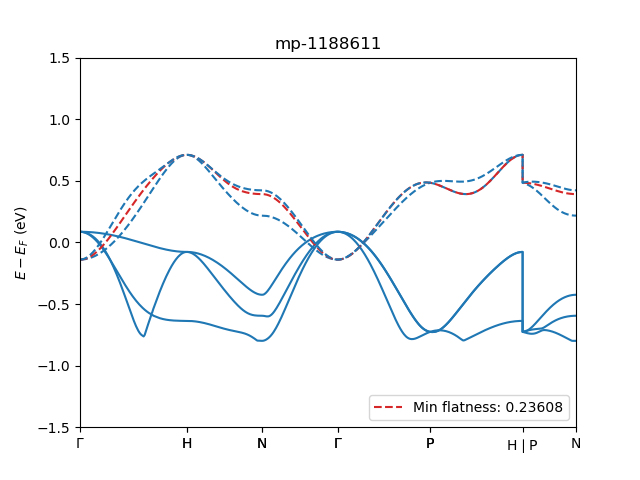 mp-1188611
1.5
1.0
0.5
0.0
−0.5
−1.0
−1.5
E − E_F (eV)
Min flatness: 0.23608
Γ H N Γ P H | P N